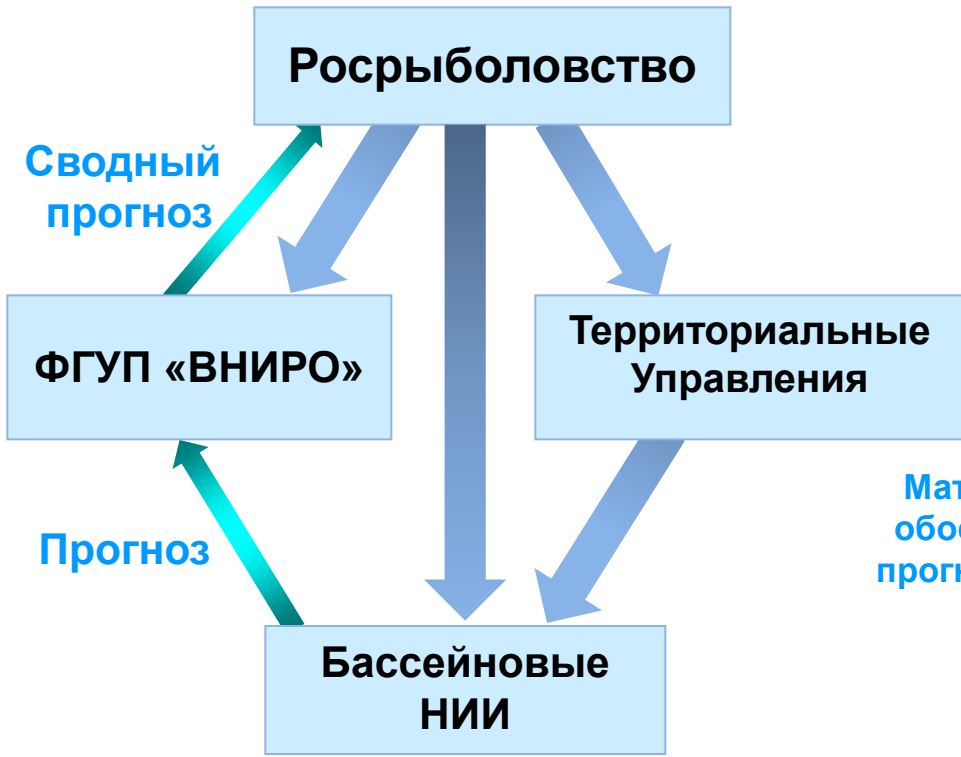 Росрыболовство
Сводный
прогноз
ФГУП «ВНИРО»
Территориальные
Управления
Прогноз
Бассейновые
НИИ